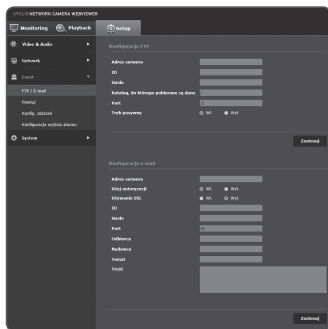 iPOLiS NETWORK CAMERA WEBVIEWER
Monitoring Playback Setup
Video & Audio
Network
Event
FTP / E-mail
Pamięć
Konfig. zdarzeń
Konfiguracja wyjścia alarmu
System
Konfiguracja FTP
Adres serwera
ID
Hasło
Katalog, do którego pobierane są dane
Port
Tryb pasywny Wł. Wył.
Zastosuj
Konfiguracja e-mail
Adres serwera
Użyj autoryzacji Wł. Wył.
Używanie SSL Wł. Wył.
ID
Hasło
Port
Odbiorca
Nadawca
Temat
Treść
Zastosuj